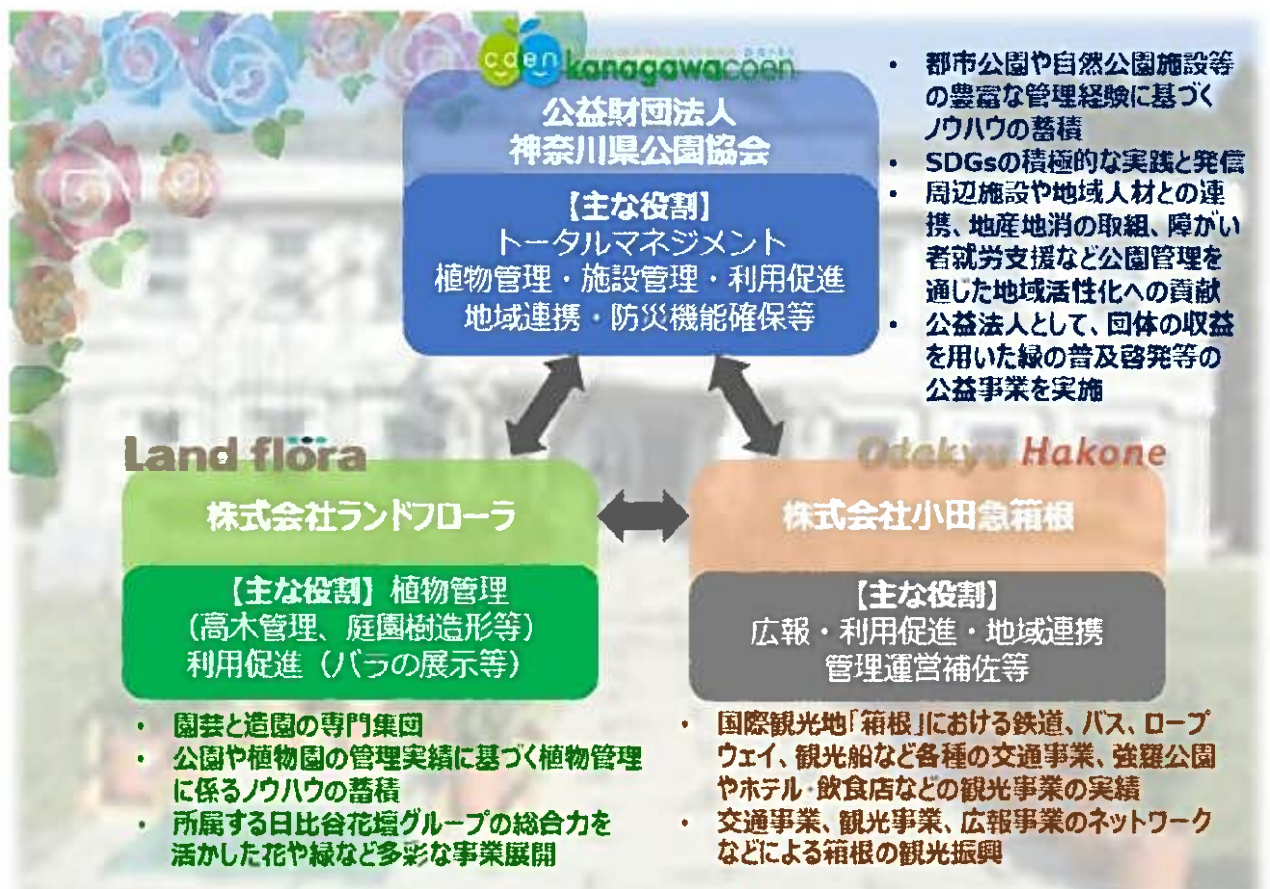 coen kanagawacoen
公益財団法人
神奈川県公園協会
【主な役割】
トータルマネジメント
植物管理・施設管理・利用促進
地域連携・防災機能確保等
・ 都市公園や自然公園施設等
の豊富な管理経験に基づく
ノウハウの蓄積
・ SDGsの積極的な実践と発信
・ 周辺施設や地域人材との連
携、地産地消の取組、障がい
者就労支援など公園管理を
通した地域活性化への貢献
・ 公益法人として、団体の収益
を用いた緑の普及啓発等の
公益事業を実施
Land flöra
株式会社ランドフローラ
【主な役割】植物管理
（高木管理、庭園樹造形等）
利用促進（バラの展示等）
・ 園芸と造園の専門集団
・ 公園や植物園の管理実績に基づく植物管理
に係るノウハウの蓄積
・ 所属する日比谷花壇グループの総合力を
活かした花や緑など多彩な事業展開
Odakyu Hakone
株式会社小田急箱根
【主な役割】
広報・利用促進・地域連携
管理運営補佐等
・ 国際観光地「箱根」における鉄道、バス、ロープ
ウェイ、観光船など各種の交通事業、強羅公園
やホテル・飲食店などの観光事業の実績
・ 交通事業、観光事業、広報事業のネットワーク
などによる箱根の観光振興